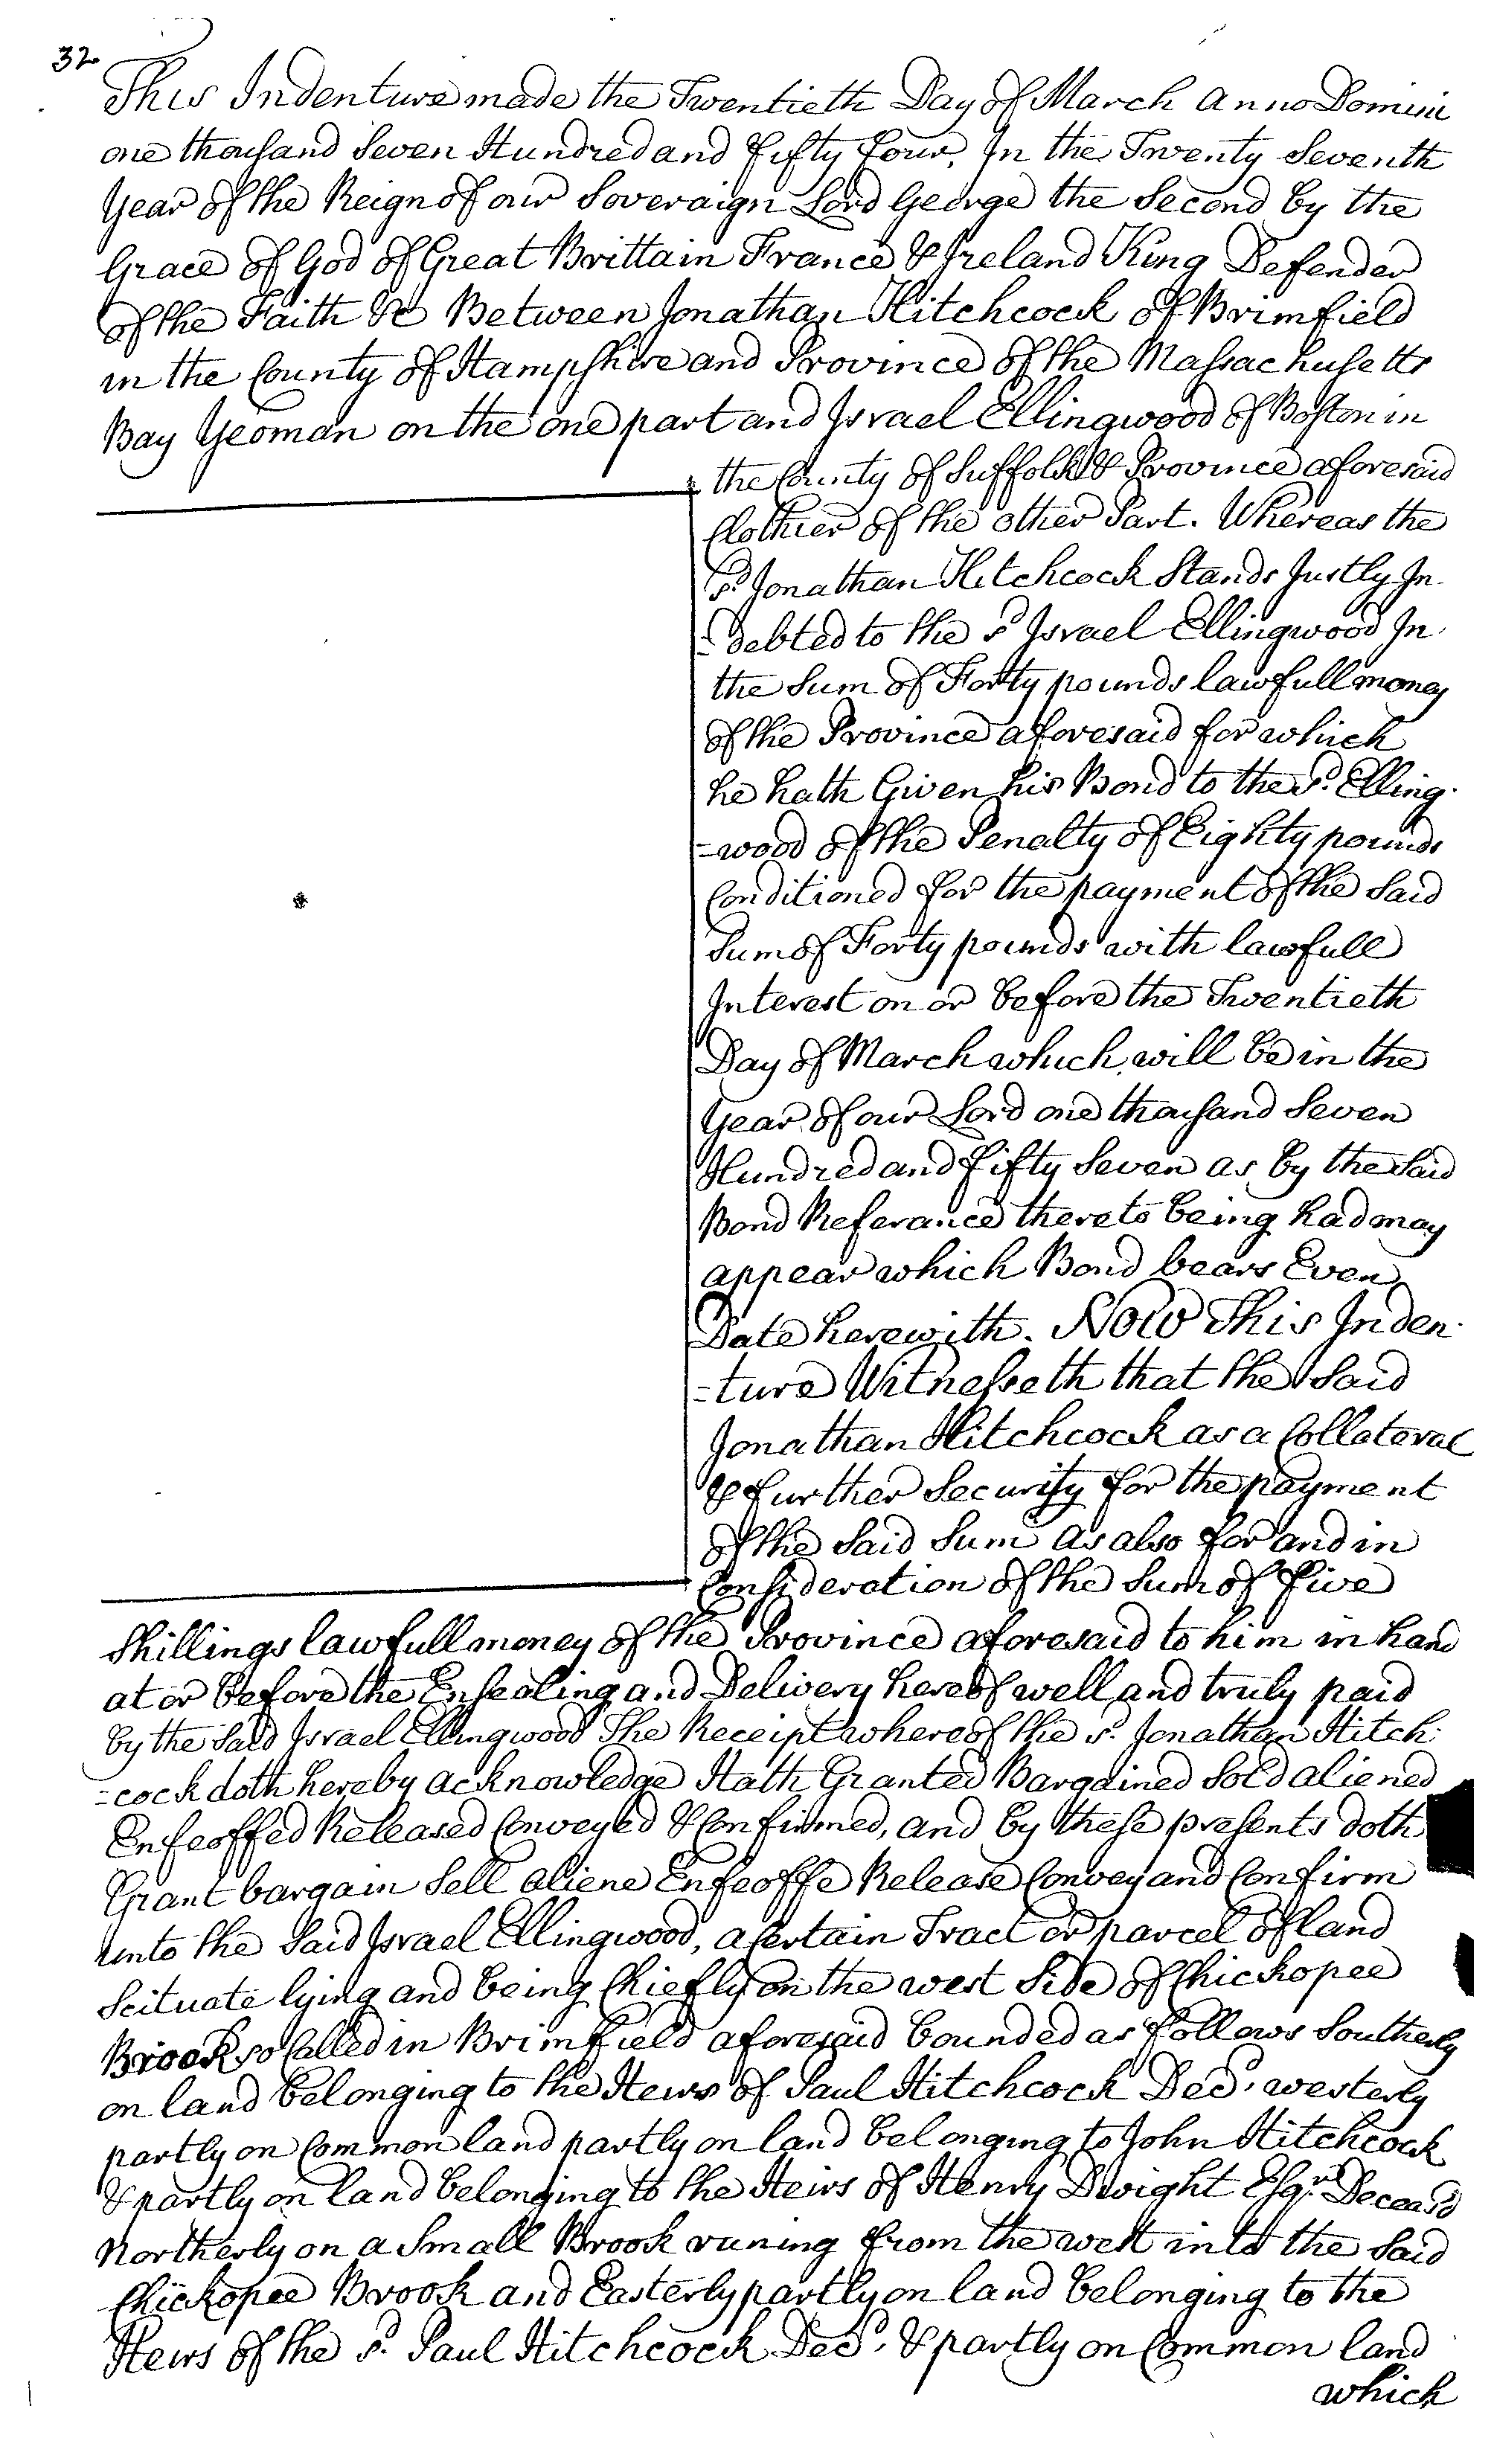 32
This Indenture made the Twentieth Day of March Anno Domini
one thousand Seven Hundred and fifty four, In the Twenty Seventh
Year of the Reign of our Soveraign Lord George the Second by the
Grace of God of Great Brittain France & Ireland King Defender
of the Faith &c Between Jonathan Hitchcock of Brimfield
in the County of Hampshire and Province of the Massachusetts
Bay Yeoman on the one part and Israel Ellingwood of Boston in
the County of Suffolk & Province aforesaid
Clothier of the other Part. Whereas the
sd. Jonathan Hitchcock Stands Justly In
=debted to the sd Israel Ellingwood In
the Sum of Forty pounds lawfull money
of the Province aforesaid for which
he hath Given his Bond to the sd. Elling
=wood of the Penalty of Eighty pounds
Conditioned for the payment of the Said
Sum of Forty pounds with lawfull
Interest on or before the Twentieth
Day of March which will be in the
Year of our Lord one thousand Seven
Hundred and fifty Seven as by the Said
Bond Referance thereto being had may
appear which Bond bears Even
Date herewith. Now This Inden
=ture Witnesseth that the Said
Jonathan Hitchcock as a Collateral
& further Security for the payment
of the Said Sum as also for and in
Consideration of the Sum of five
Shillings lawfull money of the Province aforesaid to him in hand
at or before the Ensealing and Delivery hereof well and truly paid
by the Said Israel Ellingwood The Receipt whereof the sd. Jonathan Hitch
=cock doth hereby acknowledge Hath Granted Bargained Sold aliened
Enfeoffed Released Conveyed & Confirmed, and by these presents doth
Grant bargain Sell aliene Enfeoffe Release Convey and Confirm
unto the Said Israel Ellingwood, a Certain Tract or parcel of land
Scituate lying and being Chiefly on the west Side of Chickopee
Brook so Called in Brimfield aforesaid bounded as follows Southerly
on land belonging to the Heirs of Paul Hitchcock Decd. westerly
partly on Common land partly on land belonging to John Hitchcock
& partly on land belonging to the Heirs of Henry Dwight Esqr. Deceasd
Northerly on a Small Brook runing from the west into the Said
Chickopee Brook and Easterly partly on land belonging to the
Heirs of the sd. Paul Hitchcock Decd. & partly on Common land
which